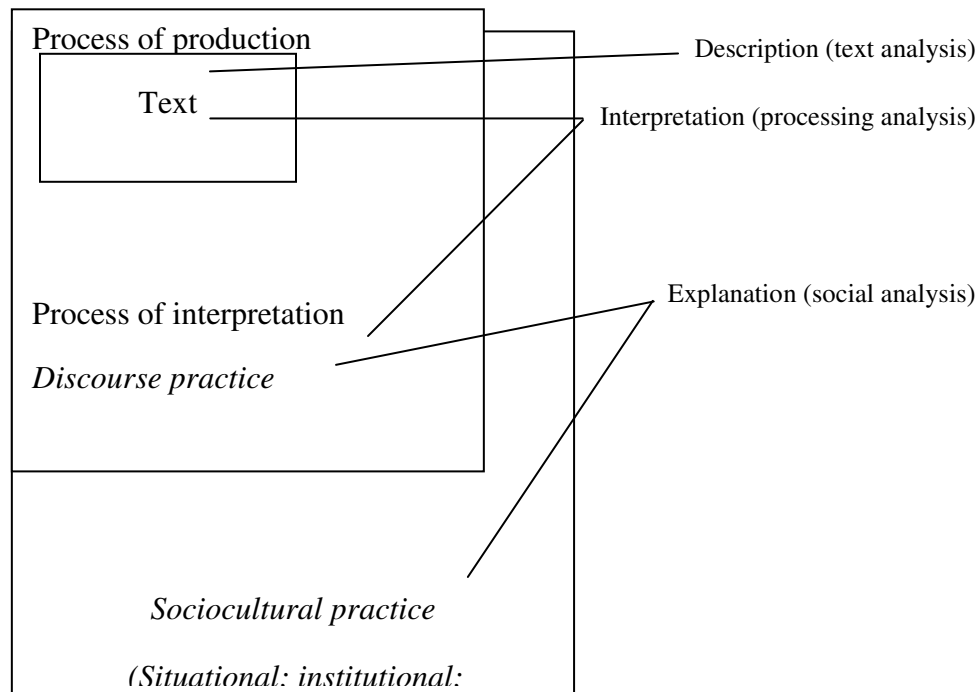 Process of production
Description (text analysis)
Text
Interpretation (processing analysis)
Explanation (social analysis)
Process of interpretation
Discourse practice
Sociocultural practice
(Situational; institutional;